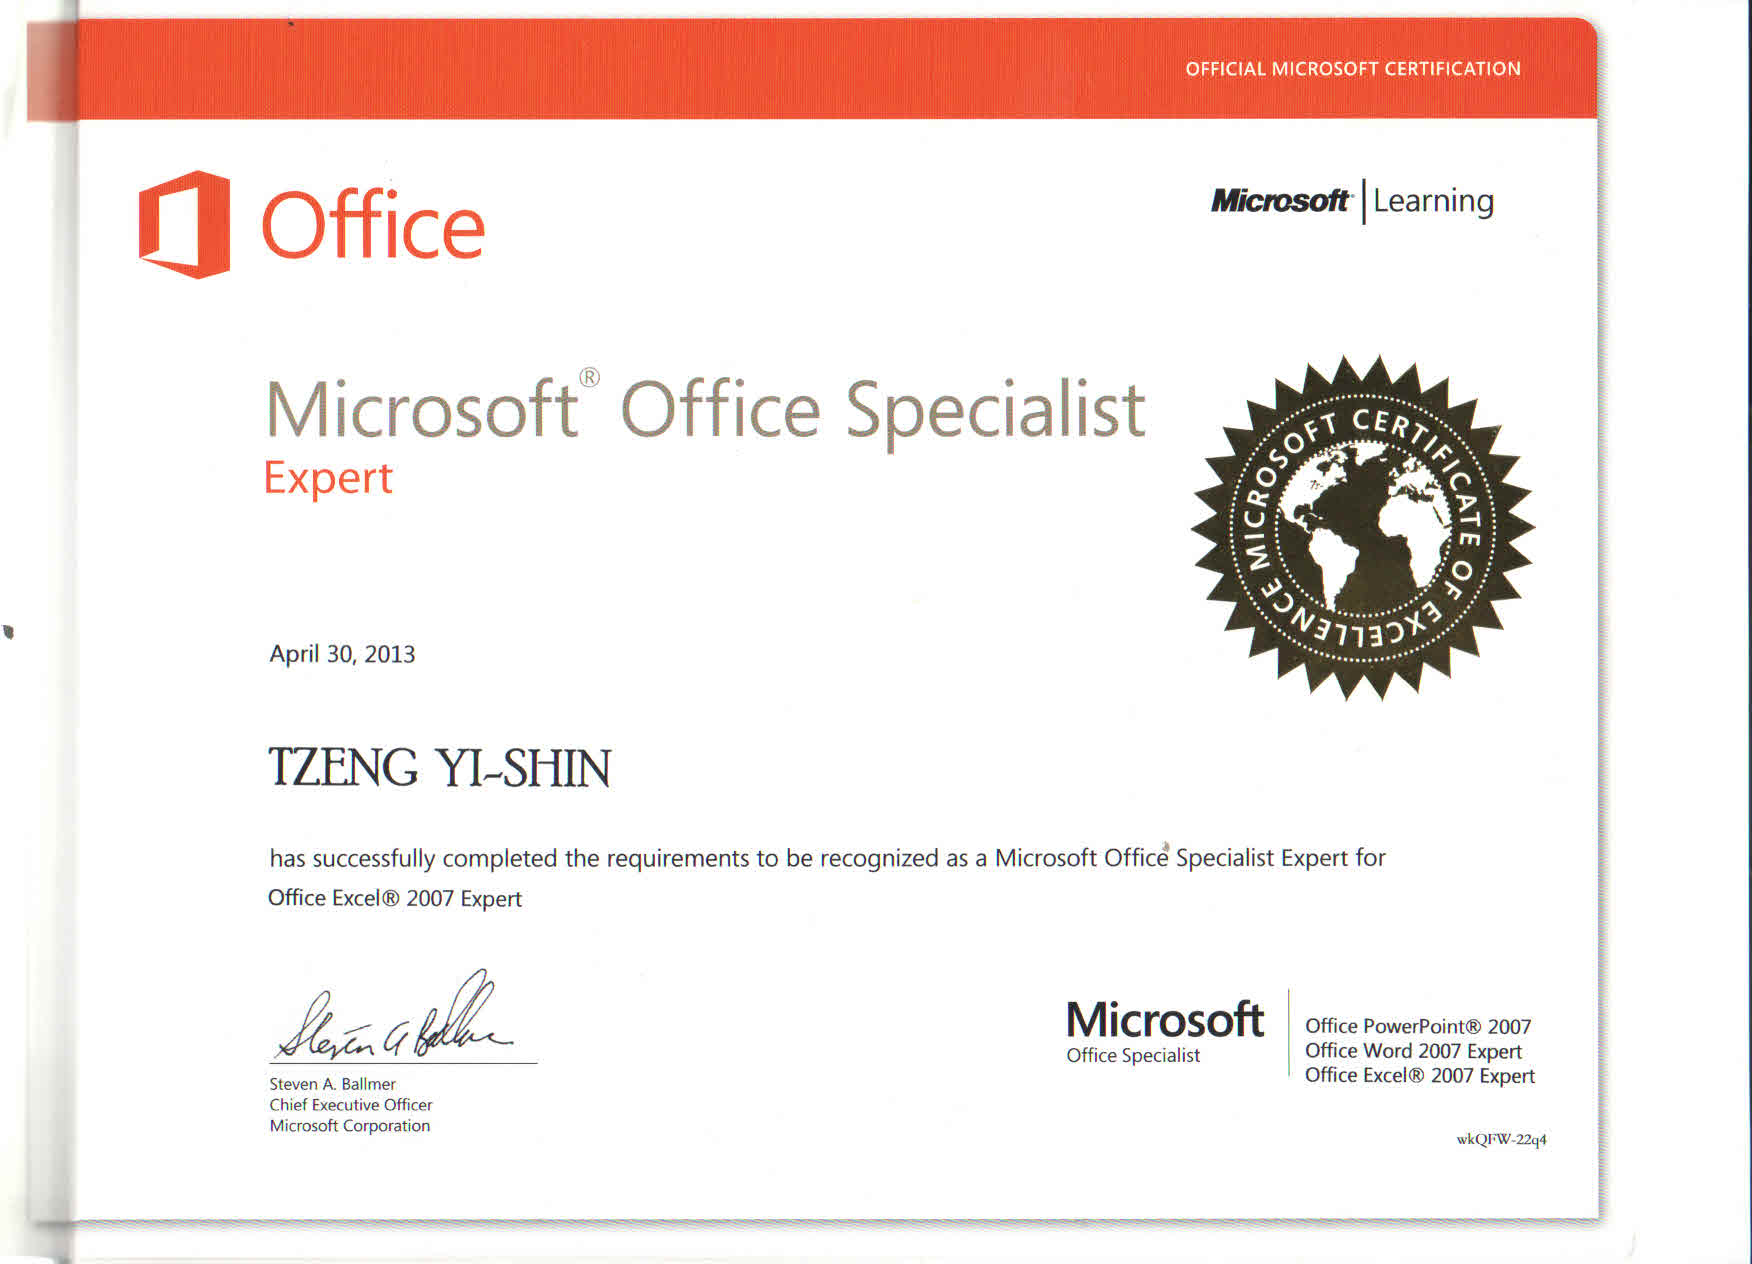 OFFICIAL MICROSOFT CERTIFICATION
Office
Microsoft | Learning
Microsoft® Office Specialist
Expert
MICROSOFT CERTIFICATE OF EXCELLENCE
April 30, 2013
TZENG YI-SHIN
has successfully completed the requirements to be recognized as a Microsoft Office® Specialist Expert for
Office Excel® 2007 Expert
Steven A Ballmer
Steven A. Ballmer
Chief Executive Officer
Microsoft Corporation
Microsoft
Office Specialist
Office PowerPoint® 2007
Office Word 2007 Expert
Office Excel® 2007 Expert
wkQFW-22q4